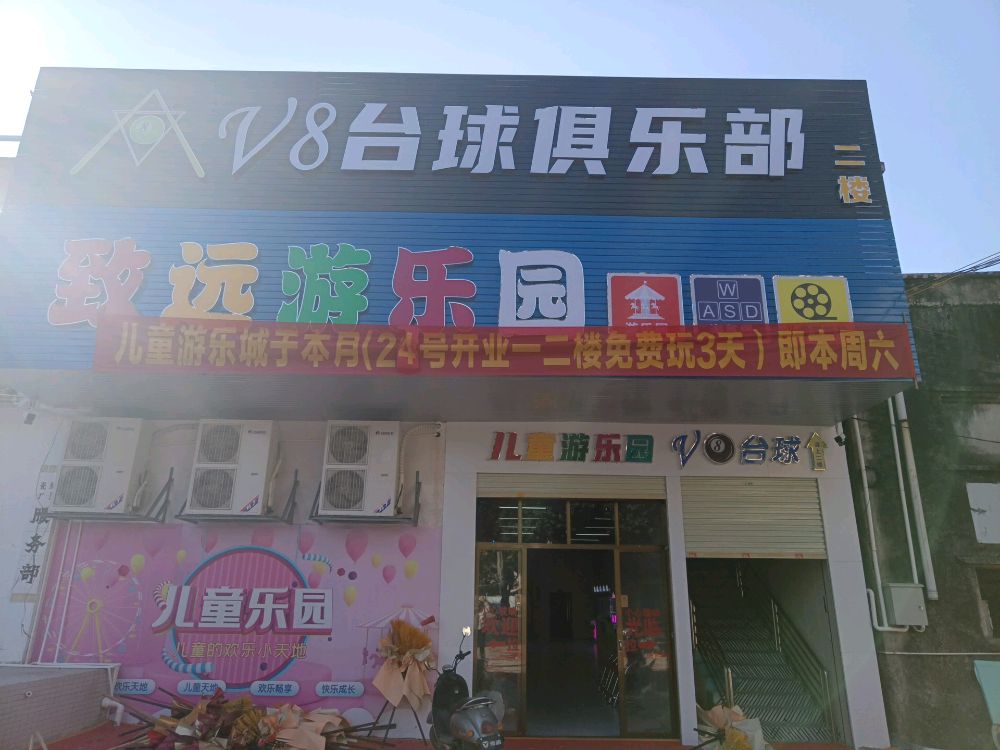 V8台球俱乐部
二楼
致远游乐园
W
ASD
儿童游乐城于本月(24号开业一二楼免费玩3天)即本周六
儿童游乐园
V8台球
服务部
儿童乐园
儿童的欢乐小天地
欢乐天地
儿童天地
欢乐畅享
快乐成长